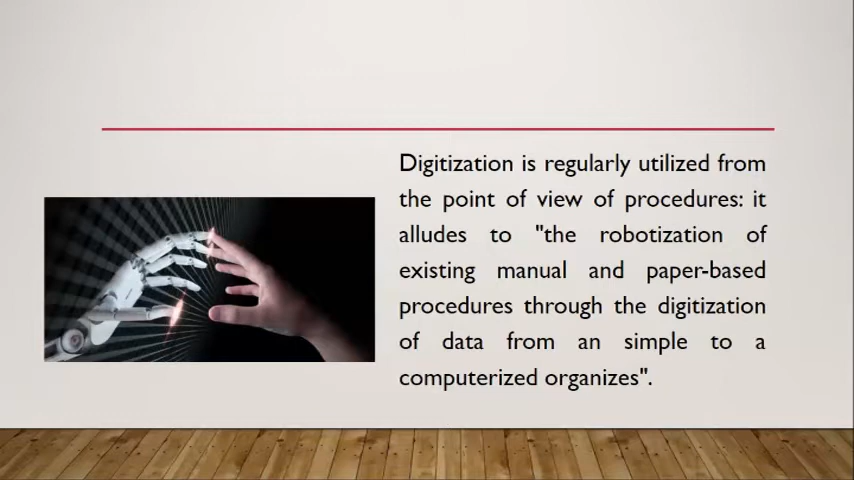 Digitization is regularly utilized from
the point of view of procedures: it
alludes to "the robotization of
existing manual and paper-based
procedures through the digitization
of data from an simple to a
computerized organizes".